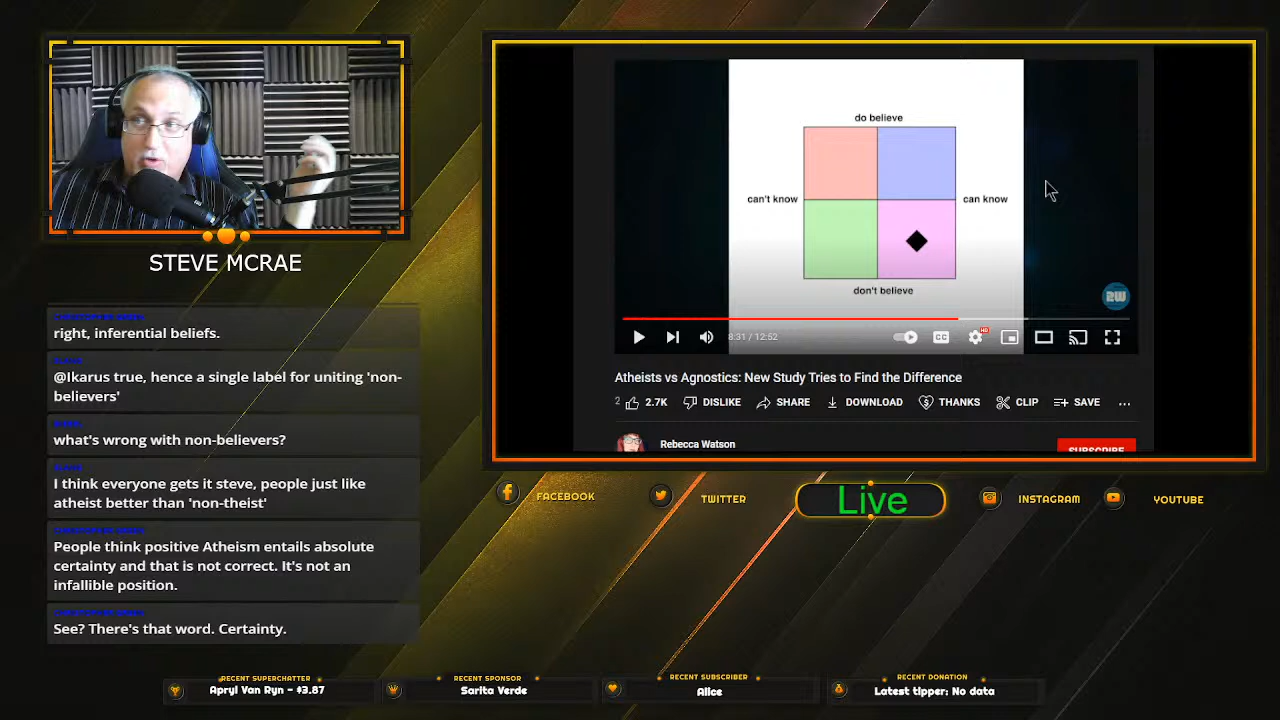 STEVE MCRAE
right, inferential beliefs.
@Ikarus true, hence a single label for uniting 'non-
believers'
what's wrong with non-believers?
I think everyone gets it steve, people just like
atheist better than 'non-theist'
People think positive Atheism entails absolute
certainty and that is not correct. It's not an
infallible position.
See? There's that word. Certainty.
do believe
can't know
can know
don't believe
RW
8:31 / 12:52
CC
HD
Atheists vs Agnostics: New Study Tries to Find the Difference
2
2.7K
DISLIKE
SHARE
DOWNLOAD
THANKS
CLIP
SAVE
...
Rebecca Watson
SUBSCRIBE
FACEBOOK
TWITTER
Live
INSTAGRAM
YOUTUBE
RECENT SUPERCHATTER
Apryl Van Ryn - $3.87
RECENT SPONSOR
Sarita Verde
RECENT SUBSCRIBER
Alice
RECENT DONATION
Latest tipper: No data